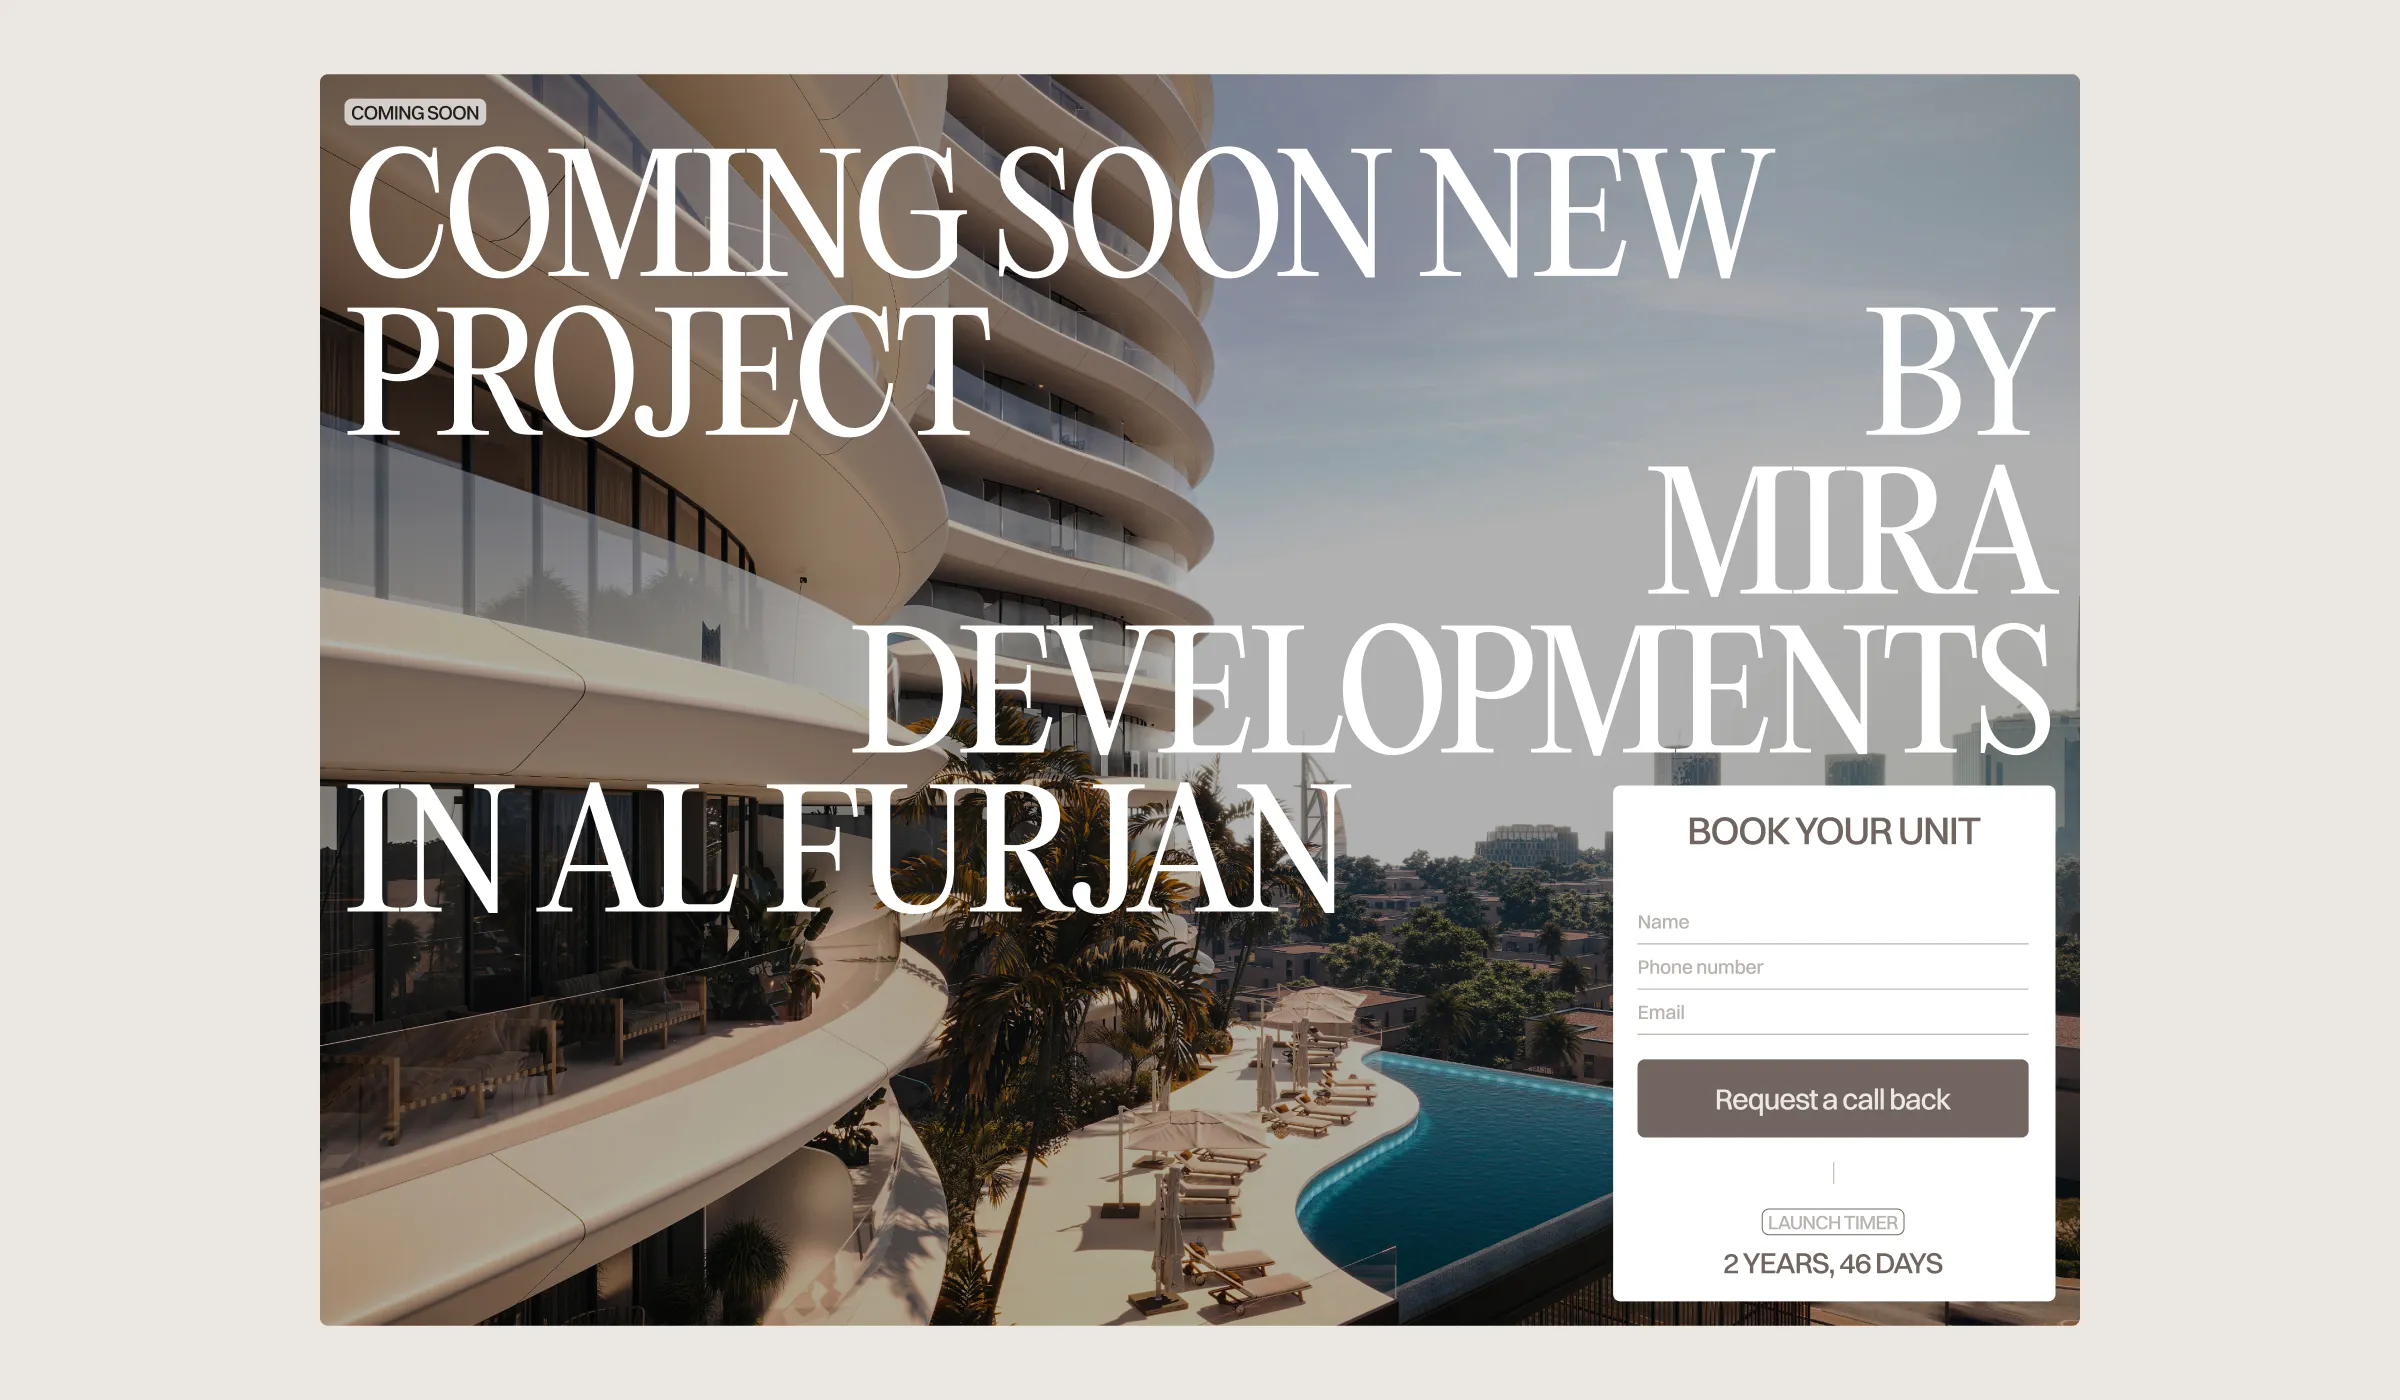 COMING SOON
COMING SOON NEW
PROJECT
BY
MIRA
DEVELOPMENTS
IN AL FURJAN
BOOK YOUR UNIT
Name
Phone number
Email
Request a call back
LAUNCH TIMER
2 YEARS, 46 DAYS